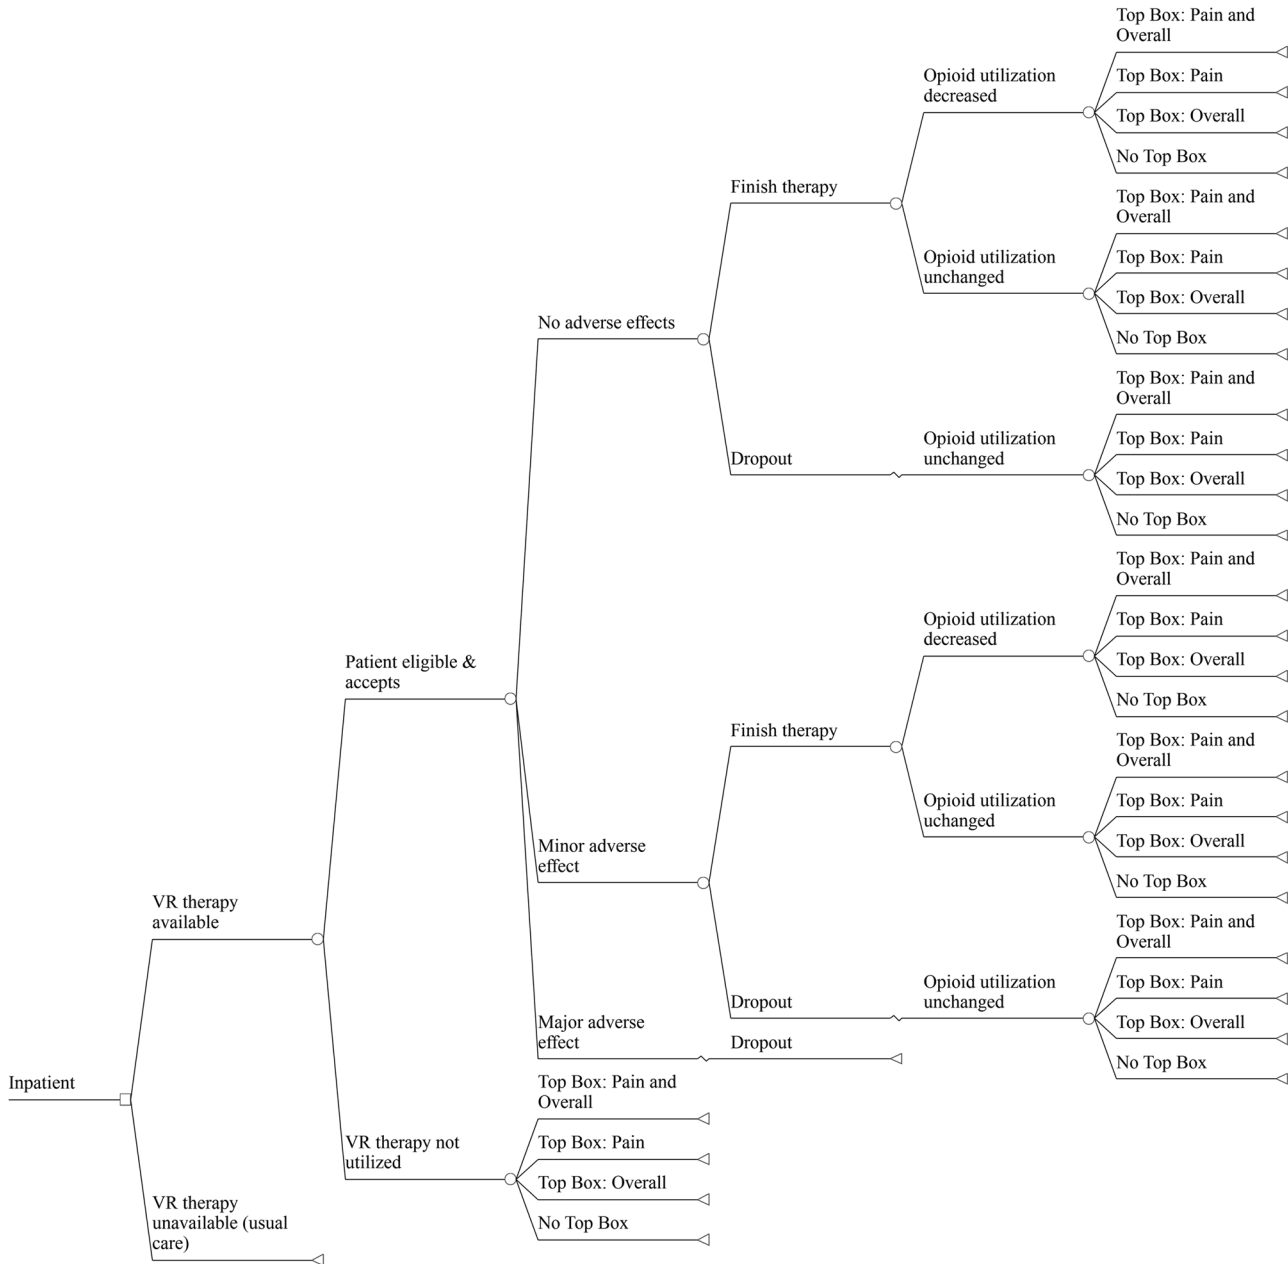 Top Box: Pain and
Overall
Opioid utilization
decreased
Top Box: Pain
Top Box: Overall
No Top Box
Finish therapy
Top Box: Pain and
Overall
Opioid utilization
unchanged
Top Box: Pain
Top Box: Overall
No Top Box
No adverse effects
Top Box: Pain and
Overall
Dropout
Opioid utilization
unchanged
Top Box: Pain
Top Box: Overall
No Top Box
Top Box: Pain and
Overall
Opioid utilization
decreased
Top Box: Pain
Top Box: Overall
No Top Box
Patient eligible &
accepts
Finish therapy
Top Box: Pain and
Overall
Opioid utilization
uchanged
Top Box: Pain
Top Box: Overall
No Top Box
Minor adverse
effect
VR therapy
available
Top Box: Pain and
Overall
Dropout
Opioid utilization
unchanged
Top Box: Pain
Top Box: Overall
No Top Box
Major adverse
effect
Dropout
Inpatient
Top Box: Pain and
Overall
VR therapy not
utilized
Top Box: Pain
Top Box: Overall
No Top Box
VR therapy
unavailable (usual
care)